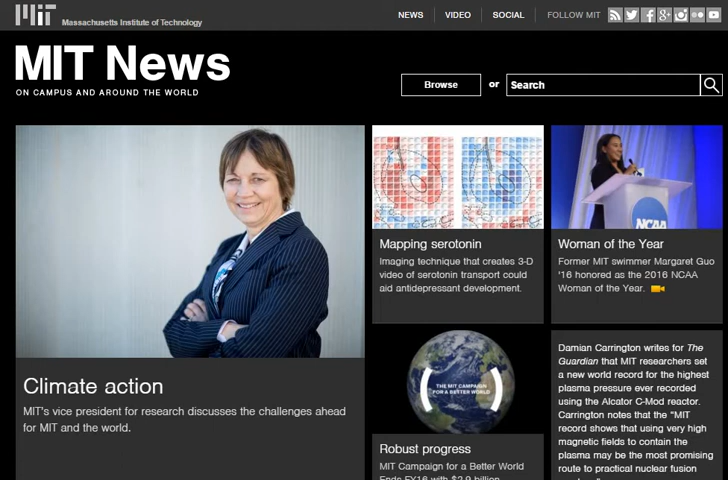 MIT
Massachusetts Institute of Technology
NEWS
VIDEO
SOCIAL
FOLLOW MIT
MIT News
ON CAMPUS AND AROUND THE WORLD
Browse
or
Search
Climate action
MIT's vice president for research discusses the challenges ahead
for MIT and the world.
Mapping serotonin
Imaging technique that creates 3-D
video of serotonin transport could
aid antidepressant development.
NCAA
Woman of the Year
Former MIT swimmer Margaret Guo
'16 honored as the 2016 NCAA
Woman of the Year.
THE MIT CAMPAIGN
FOR A BETTER WORLD
Robust progress
MIT Campaign for a Better World
Ends FY16 with $2.9 billion
Damian Carrington writes for The
Guardian that MIT researchers set
a new world record for the highest
plasma pressure ever recorded
using the Alcator C-Mod reactor.
Carrington notes that the “MIT
record shows that using very high
magnetic fields to contain the
plasma may be the most promising
route to practical nuclear fusion